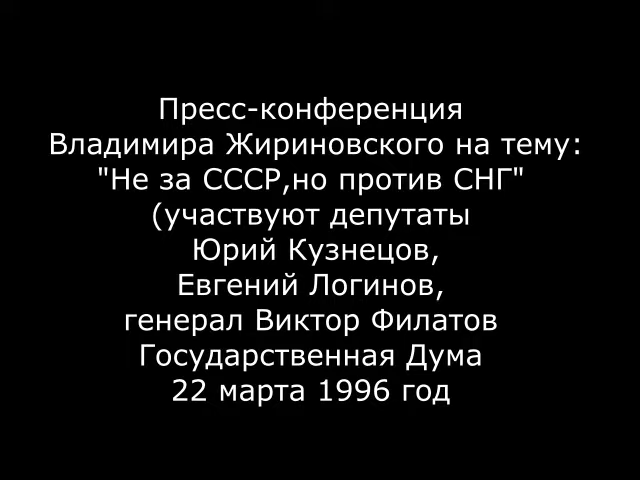 Пресс-конференция
Владимира Жириновского на тему:
"Не за СССР,но против СНГ"
(участвуют депутаты
Юрий Кузнецов,
Евгений Логинов,
генерал Виктор Филатов
Государственная Дума
22 марта 1996 год